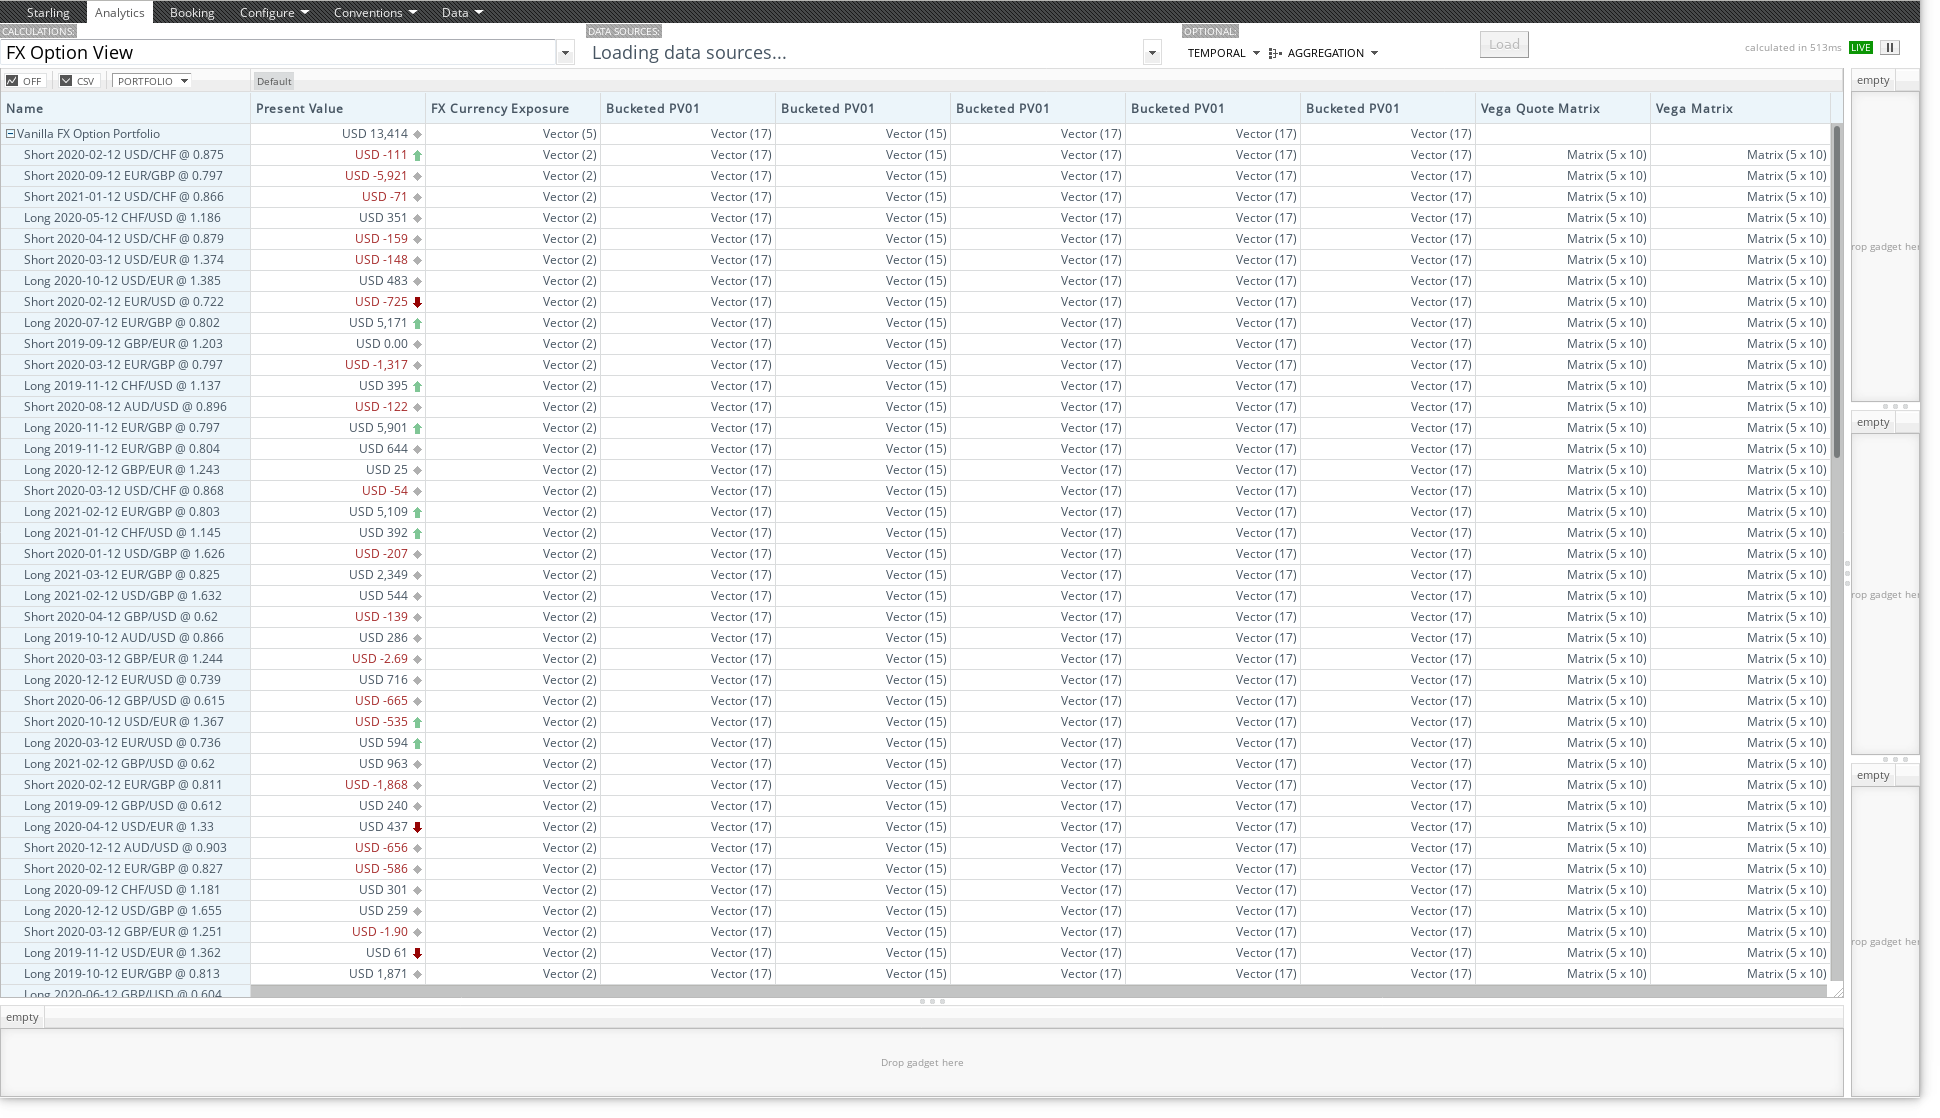 Starling Analytics Booking Configure Conventions Data
CALCULATIONS: DATA SOURCES: OPTIONAL:
FX Option View Loading data sources... TEMPORAL AGGREGATION Load calculated in 513ms LIVE
OFF CSV PORTFOLIO Default empty
Name Present Value FX Currency Exposure Bucketed PV01 Bucketed PV01 Bucketed PV01 Bucketed PV01 Bucketed PV01 Vega Quote Matrix Vega Matrix
Vanilla FX Option Portfolio USD 13,414 Vector (5) Vector (17) Vector (15) Vector (17) Vector (17) Vector (17)
Short 2020-02-12 USD/CHF @ 0.875 USD -111 Vector (2) Vector (17) Vector (15) Vector (17) Vector (17) Vector (17) Matrix (5 x 10) Matrix (5 x 10)
Short 2020-09-12 EUR/GBP @ 0.797 USD -5,921 Vector (2) Vector (17) Vector (15) Vector (17) Vector (17) Vector (17) Matrix (5 x 10) Matrix (5 x 10)
Short 2021-01-12 USD/CHF @ 0.866 USD -71 Vector (2) Vector (17) Vector (15) Vector (17) Vector (17) Vector (17) Matrix (5 x 10) Matrix (5 x 10)
Long 2020-05-12 CHF/USD @ 1.186 USD 351 Vector (2) Vector (17) Vector (15) Vector (17) Vector (17) Vector (17) Matrix (5 x 10) Matrix (5 x 10)
Short 2020-04-12 USD/CHF @ 0.879 USD -159 Vector (2) Vector (17) Vector (15) Vector (17) Vector (17) Vector (17) Matrix (5 x 10) Matrix (5 x 10)
rop gadget her
Short 2020-03-12 USD/EUR @ 1.374 USD -148 Vector (2) Vector (17) Vector (15) Vector (17) Vector (17) Vector (17) Matrix (5 x 10) Matrix (5 x 10)
Long 2020-10-12 USD/EUR @ 1.385 USD 483 Vector (2) Vector (17) Vector (15) Vector (17) Vector (17) Vector (17) Matrix (5 x 10) Matrix (5 x 10)
Short 2020-02-12 EUR/USD @ 0.722 USD -725 Vector (2) Vector (17) Vector (15) Vector (17) Vector (17) Vector (17) Matrix (5 x 10) Matrix (5 x 10)
Long 2020-07-12 EUR/GBP @ 0.802 USD 5,171 Vector (2) Vector (17) Vector (15) Vector (17) Vector (17) Vector (17) Matrix (5 x 10) Matrix (5 x 10)
Short 2019-09-12 GBP/EUR @ 1.203 USD 0.00 Vector (2) Vector (17) Vector (15) Vector (17) Vector (17) Vector (17) Matrix (5 x 10) Matrix (5 x 10)
Short 2020-03-12 EUR/GBP @ 0.797 USD -1,317 Vector (2) Vector (17) Vector (15) Vector (17) Vector (17) Vector (17) Matrix (5 x 10) Matrix (5 x 10)
Long 2019-11-12 CHF/USD @ 1.137 USD 395 Vector (2) Vector (17) Vector (15) Vector (17) Vector (17) Vector (17) Matrix (5 x 10) Matrix (5 x 10)
Short 2020-08-12 AUD/USD @ 0.896 USD -122 Vector (2) Vector (17) Vector (15) Vector (17) Vector (17) Vector (17) Matrix (5 x 10) Matrix (5 x 10)
empty
Long 2020-11-12 EUR/GBP @ 0.797 USD 5,901 Vector (2) Vector (17) Vector (15) Vector (17) Vector (17) Vector (17) Matrix (5 x 10) Matrix (5 x 10)
Long 2019-11-12 EUR/GBP @ 0.804 USD 644 Vector (2) Vector (17) Vector (15) Vector (17) Vector (17) Vector (17) Matrix (5 x 10) Matrix (5 x 10)
Long 2020-12-12 GBP/EUR @ 1.243 USD 25 Vector (2) Vector (17) Vector (15) Vector (17) Vector (17) Vector (17) Matrix (5 x 10) Matrix (5 x 10)
Short 2020-03-12 USD/CHF @ 0.868 USD -54 Vector (2) Vector (17) Vector (15) Vector (17) Vector (17) Vector (17) Matrix (5 x 10) Matrix (5 x 10)
Long 2021-02-12 EUR/GBP @ 0.803 USD 5,109 Vector (2) Vector (17) Vector (15) Vector (17) Vector (17) Vector (17) Matrix (5 x 10) Matrix (5 x 10)
Long 2021-01-12 CHF/USD @ 1.145 USD 392 Vector (2) Vector (17) Vector (15) Vector (17) Vector (17) Vector (17) Matrix (5 x 10) Matrix (5 x 10)
Short 2020-01-12 USD/GBP @ 1.626 USD -207 Vector (2) Vector (17) Vector (15) Vector (17) Vector (17) Vector (17) Matrix (5 x 10) Matrix (5 x 10)
Long 2021-03-12 EUR/GBP @ 0.825 USD 2,349 Vector (2) Vector (17) Vector (15) Vector (17) Vector (17) Vector (17) Matrix (5 x 10) Matrix (5 x 10)
Long 2021-02-12 USD/GBP @ 1.632 USD 544 Vector (2) Vector (17) Vector (15) Vector (17) Vector (17) Vector (17) Matrix (5 x 10) Matrix (5 x 10)
rop gadget her
Short 2020-04-12 GBP/USD @ 0.62 USD -139 Vector (2) Vector (17) Vector (15) Vector (17) Vector (17) Vector (17) Matrix (5 x 10) Matrix (5 x 10)
Long 2019-10-12 AUD/USD @ 0.866 USD 286 Vector (2) Vector (17) Vector (15) Vector (17) Vector (17) Vector (17) Matrix (5 x 10) Matrix (5 x 10)
Short 2020-03-12 GBP/EUR @ 1.244 USD -2.69 Vector (2) Vector (17) Vector (15) Vector (17) Vector (17) Vector (17) Matrix (5 x 10) Matrix (5 x 10)
Long 2020-12-12 EUR/USD @ 0.739 USD 716 Vector (2) Vector (17) Vector (15) Vector (17) Vector (17) Vector (17) Matrix (5 x 10) Matrix (5 x 10)
Short 2020-06-12 GBP/USD @ 0.615 USD -665 Vector (2) Vector (17) Vector (15) Vector (17) Vector (17) Vector (17) Matrix (5 x 10) Matrix (5 x 10)
Short 2020-10-12 USD/EUR @ 1.367 USD -535 Vector (2) Vector (17) Vector (15) Vector (17) Vector (17) Vector (17) Matrix (5 x 10) Matrix (5 x 10)
Long 2020-03-12 EUR/USD @ 0.736 USD 594 Vector (2) Vector (17) Vector (15) Vector (17) Vector (17) Vector (17) Matrix (5 x 10) Matrix (5 x 10)
Long 2021-02-12 GBP/USD @ 0.62 USD 963 Vector (2) Vector (17) Vector (15) Vector (17) Vector (17) Vector (17) Matrix (5 x 10) Matrix (5 x 10)
empty
Short 2020-02-12 EUR/GBP @ 0.811 USD -1,868 Vector (2) Vector (17) Vector (15) Vector (17) Vector (17) Vector (17) Matrix (5 x 10) Matrix (5 x 10)
Long 2019-09-12 GBP/USD @ 0.612 USD 240 Vector (2) Vector (17) Vector (15) Vector (17) Vector (17) Vector (17) Matrix (5 x 10) Matrix (5 x 10)
Long 2020-04-12 USD/EUR @ 1.33 USD 437 Vector (2) Vector (17) Vector (15) Vector (17) Vector (17) Vector (17) Matrix (5 x 10) Matrix (5 x 10)
Short 2020-12-12 AUD/USD @ 0.903 USD -656 Vector (2) Vector (17) Vector (15) Vector (17) Vector (17) Vector (17) Matrix (5 x 10) Matrix (5 x 10)
Short 2020-02-12 EUR/GBP @ 0.827 USD -586 Vector (2) Vector (17) Vector (15) Vector (17) Vector (17) Vector (17) Matrix (5 x 10) Matrix (5 x 10)
Long 2020-09-12 CHF/USD @ 1.181 USD 301 Vector (2) Vector (17) Vector (15) Vector (17) Vector (17) Vector (17) Matrix (5 x 10) Matrix (5 x 10)
Long 2020-12-12 USD/GBP @ 1.655 USD 259 Vector (2) Vector (17) Vector (15) Vector (17) Vector (17) Vector (17) Matrix (5 x 10) Matrix (5 x 10)
Short 2020-03-12 GBP/EUR @ 1.251 USD -1.90 Vector (2) Vector (17) Vector (15) Vector (17) Vector (17) Vector (17) Matrix (5 x 10) Matrix (5 x 10)
rop gadget her
Long 2019-11-12 USD/EUR @ 1.362 USD 61 Vector (2) Vector (17) Vector (15) Vector (17) Vector (17) Vector (17) Matrix (5 x 10) Matrix (5 x 10)
Long 2019-10-12 EUR/GBP @ 0.813 USD 1,871 Vector (2) Vector (17) Vector (15) Vector (17) Vector (17) Vector (17) Matrix (5 x 10) Matrix (5 x 10)
Long 2020-06-12 GBP/USD @ 0.604
empty
Drop gadget here